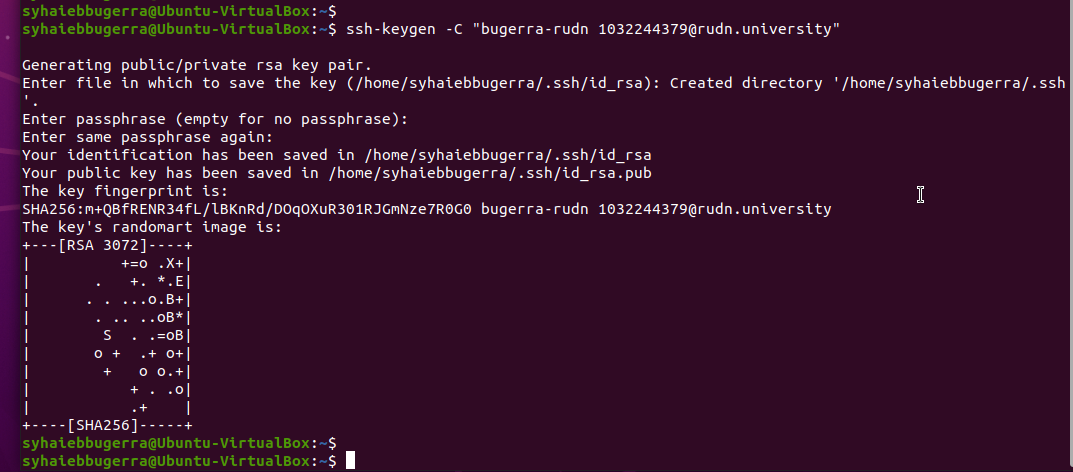 syhaiebbugerra@Ubuntu-VirtualBox:~$
syhaiebbugerra@Ubuntu-VirtualBox:~$ ssh-keygen -C "bugerra-rudn 1032244379@rudn.university"
Generating public/private rsa key pair.
Enter file in which to save the key (/home/syhaiebbugerra/.ssh/id_rsa): Created directory '/home/syhaiebbugerra/.ssh
'.
Enter passphrase (empty for no passphrase):
Enter same passphrase again:
Your identification has been saved in /home/syhaiebbugerra/.ssh/id_rsa
Your public key has been saved in /home/syhaiebbugerra/.ssh/id_rsa.pub
The key fingerprint is:
SHA256:m+QBfRENR34fL/lBKnRd/DOqOXuR301RJGmNze7R0G0 bugerra-rudn 1032244379@rudn.university
The key's randomart image is:
+---[RSA 3072]----+
|          +=o .X+|
|       .   +. *.E|
|      . . ...o.B+|
|       . .. ..oB*|
|        S  . .=oB|
|       o +  .+ o+|
|        +   o o.+|
|           + . .o|
|           .+    |
+----[SHA256]-----+
syhaiebbugerra@Ubuntu-VirtualBox:~$
syhaiebbugerra@Ubuntu-VirtualBox:~$